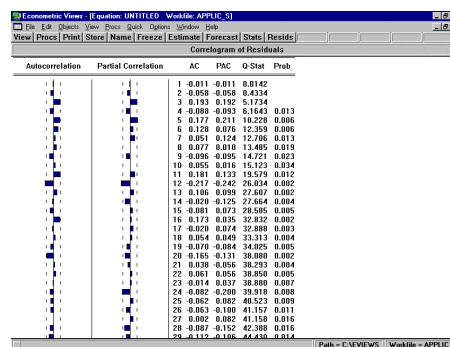 Econometric Views - [Equation: UNTITLED Workfile: APPLIC_S]
File Edit Objects View Procs Quick Options Window Help
View Procs Print Store Name Freeze Estimate Forecast Stats Resids
Correlogram of Residuals
Autocorrelation Partial Correlation AC PAC Q-Stat Prob
1 -0.011 -0.011 0.0142
2 -0.058 -0.058 0.4334
3 0.193 0.192 5.1734
4 -0.088 -0.093 6.1643 0.013
5 0.177 0.211 10.228 0.006
6 0.128 0.076 12.359 0.006
7 0.051 0.124 12.706 0.013
8 0.077 0.010 13.485 0.019
9 -0.096 -0.095 14.721 0.023
10 0.055 0.016 15.123 0.034
11 0.181 0.133 19.579 0.012
12 -0.217 -0.242 26.034 0.002
13 0.106 0.099 27.607 0.002
14 -0.020 -0.125 27.664 0.004
15 -0.081 0.073 28.585 0.005
16 0.173 0.035 32.832 0.002
17 -0.020 0.074 32.888 0.003
18 0.054 0.049 33.313 0.004
19 -0.070 -0.084 34.025 0.005
20 -0.165 -0.131 38.080 0.002
21 0.038 -0.056 38.293 0.004
22 0.061 0.056 38.850 0.005
23 -0.014 0.037 38.880 0.007
24 -0.082 -0.200 39.918 0.008
25 -0.062 0.082 40.523 0.009
26 -0.063 -0.100 41.157 0.011
27 0.002 0.082 41.158 0.016
28 -0.087 -0.152 42.388 0.016
29 -0.112 -0.106 44.430 0.014
Path = C:\EVIEWS Workfile = APPLIC